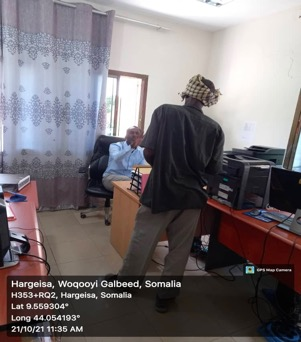 GPS Map Camera
Hargeisa, Woqooyi Galbeed, Somalia
H353+RQ2, Hargeisa, Somalia
Lat 9.559304°
Long 44.054193°
21/10/21 11:35 AM